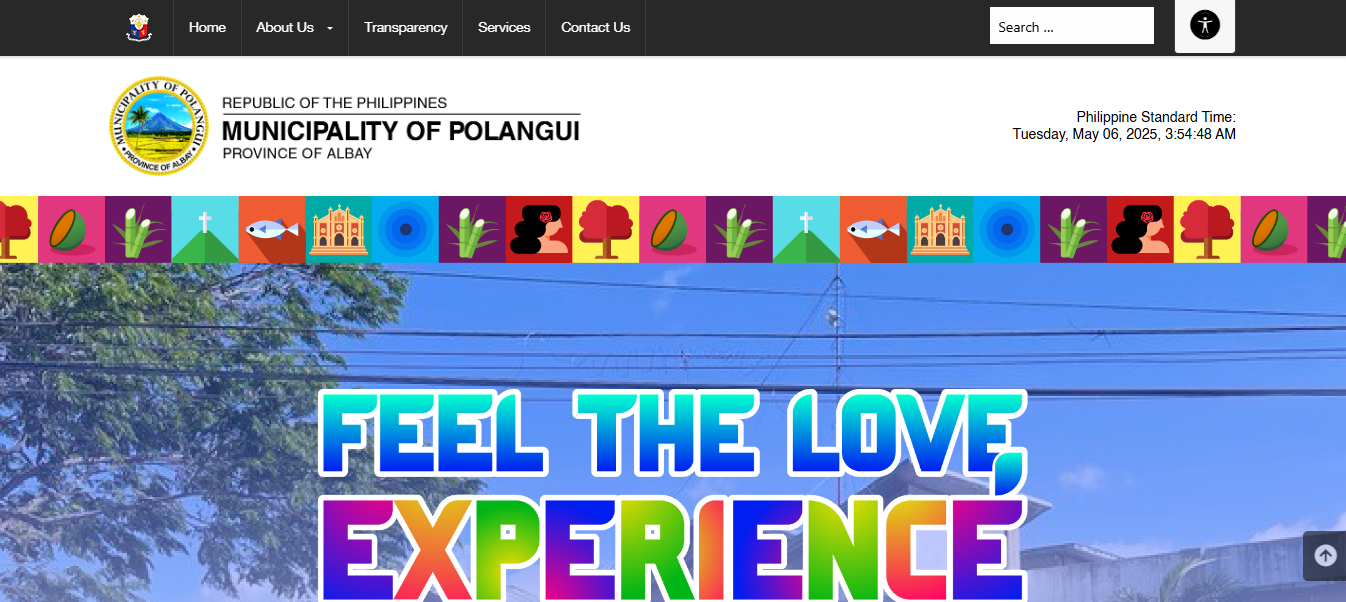 Home
About Us
Transparency
Services
Contact Us
Search ...
MUNICIPALITY OF POLANGUI
PROVINCE OF ALBAY
REPUBLIC OF THE PHILIPPINES
MUNICIPALITY OF POLANGUI
PROVINCE OF ALBAY
Philippine Standard Time:
Tuesday, May 06, 2025, 3:54:48 AM
FEEL THE LOVE,
EXPERIENCE